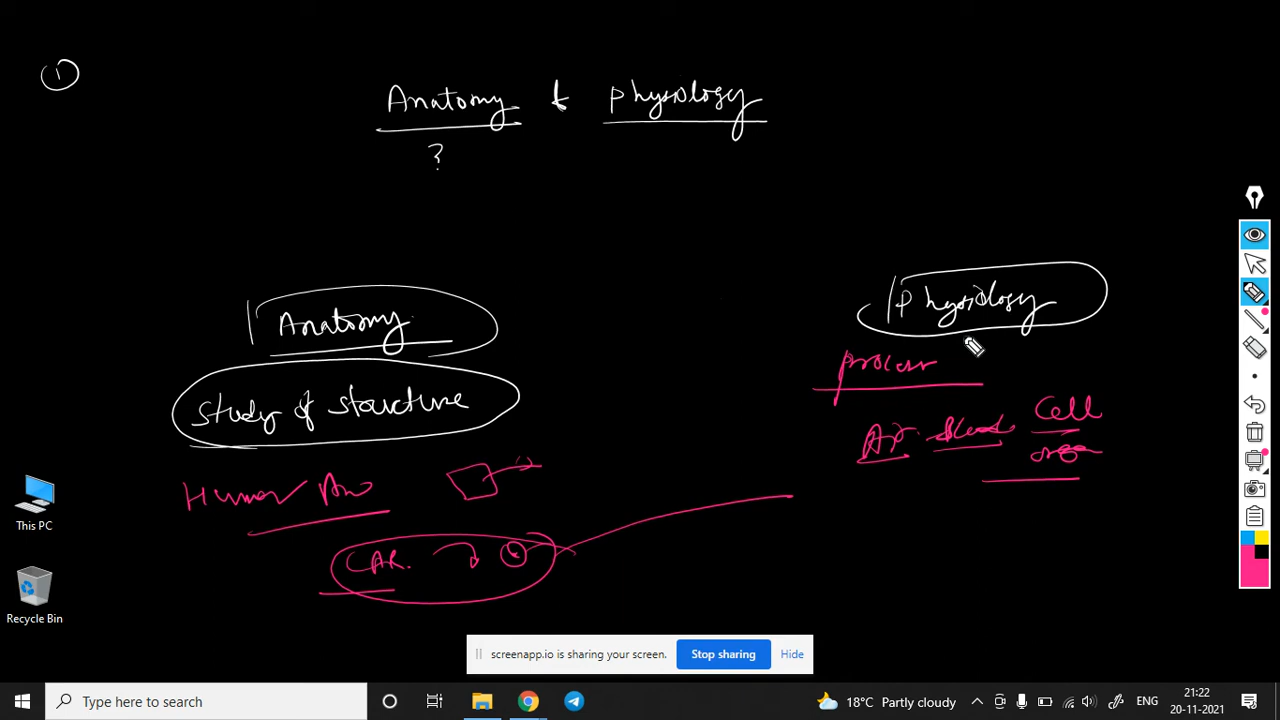 1
Anatomy & Physiology
?
Anatomy
Study of structure
Human
CAR.
Physiology
process
Cell
This PC
Recycle Bin
screenapp.io is sharing your screen.
Stop sharing
Hide
Type here to search
18°C Partly cloudy
ENG
21:22
20-11-2021